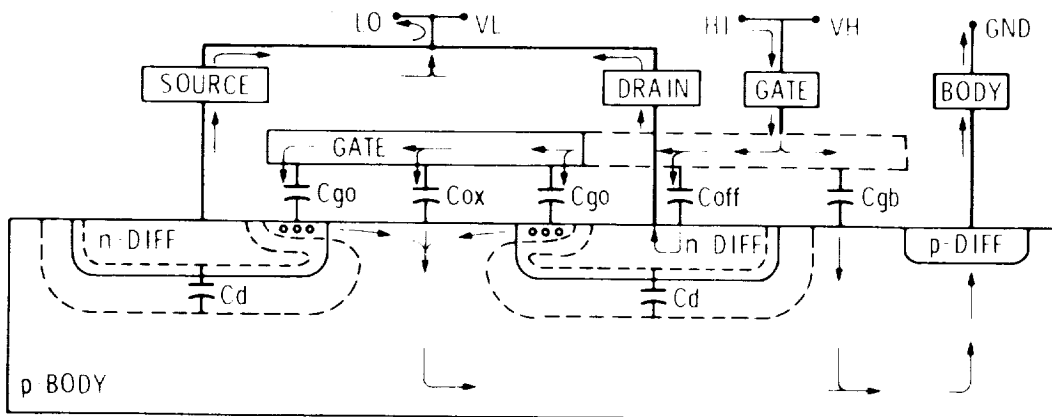 LO VL HI VH GND
SOURCE DRAIN GATE BODY
GATE
Cgo Cox Cgo Coff Cgb
n-DIFF n DIFF p-DIFF
Cd Cd
p-BODY